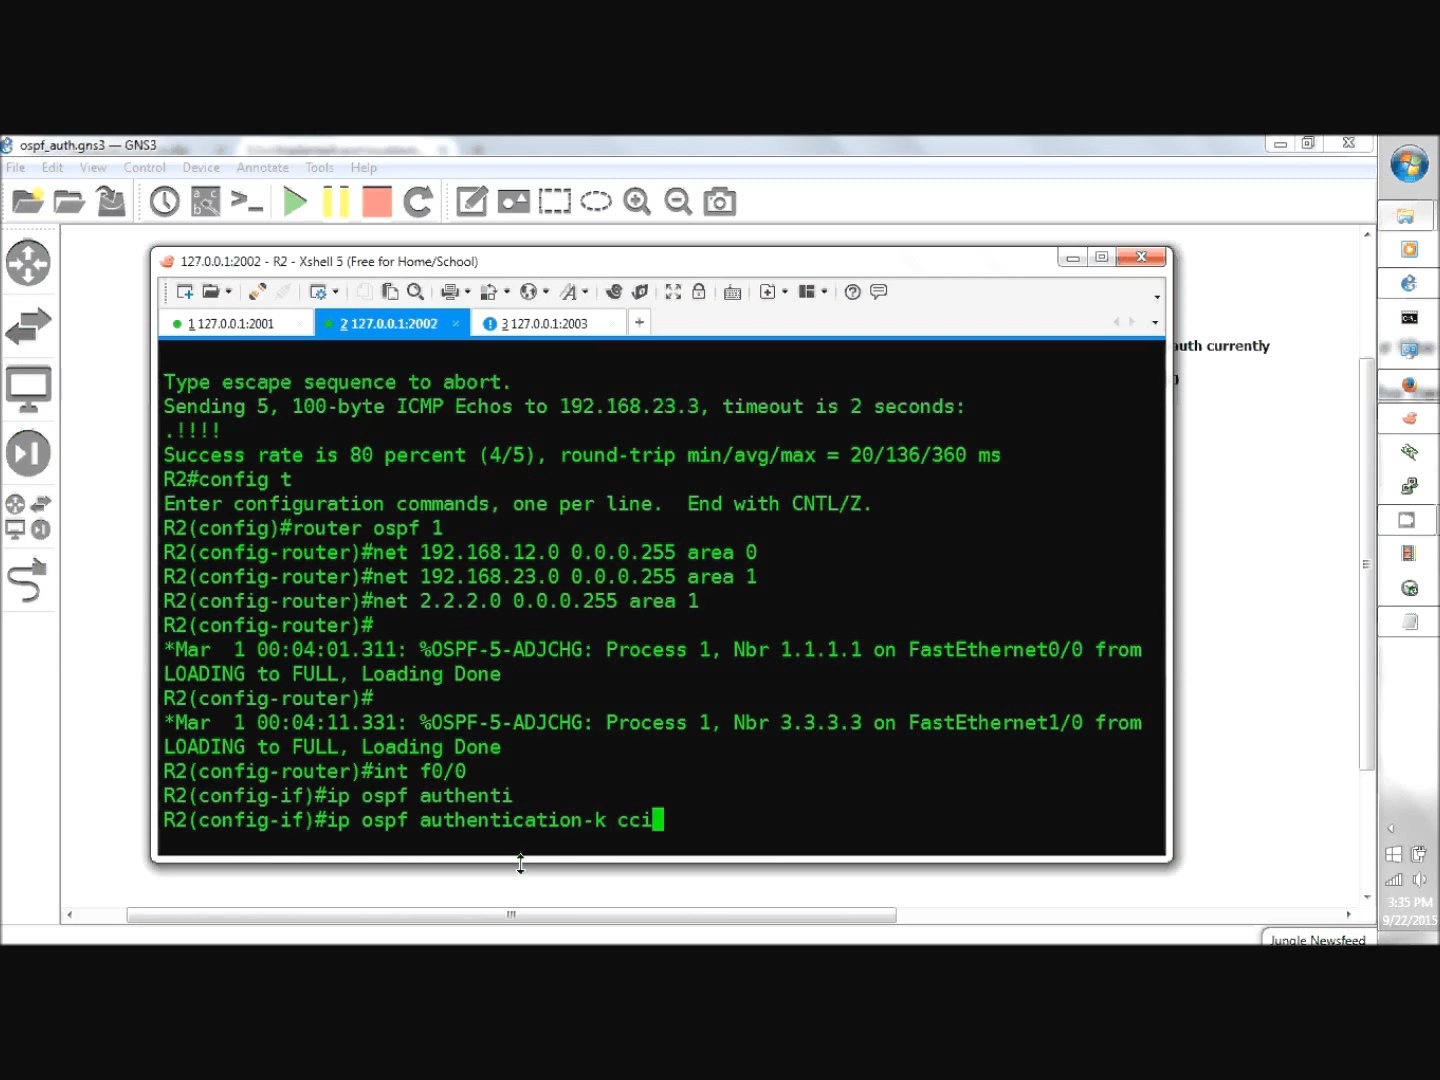 ospf_auth.gns3 — GNS3
File Edit View Control Device Annotate Tools Help
127.0.0.1:2002 - R2 - Xshell 5 (Free for Home/School)
1 127.0.0.1:2001
2 127.0.0.1:2002
3 127.0.0.1:2003
auth currently
Type escape sequence to abort.
Sending 5, 100-byte ICMP Echos to 192.168.23.3, timeout is 2 seconds:
.!!!!
Success rate is 80 percent (4/5), round-trip min/avg/max = 20/136/360 ms
R2#config t
Enter configuration commands, one per line.  End with CNTL/Z.
R2(config)#router ospf 1
R2(config-router)#net 192.168.12.0 0.0.0.255 area 0
R2(config-router)#net 192.168.23.0 0.0.0.255 area 1
R2(config-router)#net 2.2.2.0 0.0.0.255 area 1
R2(config-router)#
*Mar  1 00:04:01.311: %OSPF-5-ADJCHG: Process 1, Nbr 1.1.1.1 on FastEthernet0/0 from
LOADING to FULL, Loading Done
R2(config-router)#
*Mar  1 00:04:11.331: %OSPF-5-ADJCHG: Process 1, Nbr 3.3.3.3 on FastEthernet1/0 from
LOADING to FULL, Loading Done
R2(config-router)#int f0/0
R2(config-if)#ip ospf authenti
R2(config-if)#ip ospf authentication-k cci
3:35 PM
9/22/2015
Jungle Newsfeed